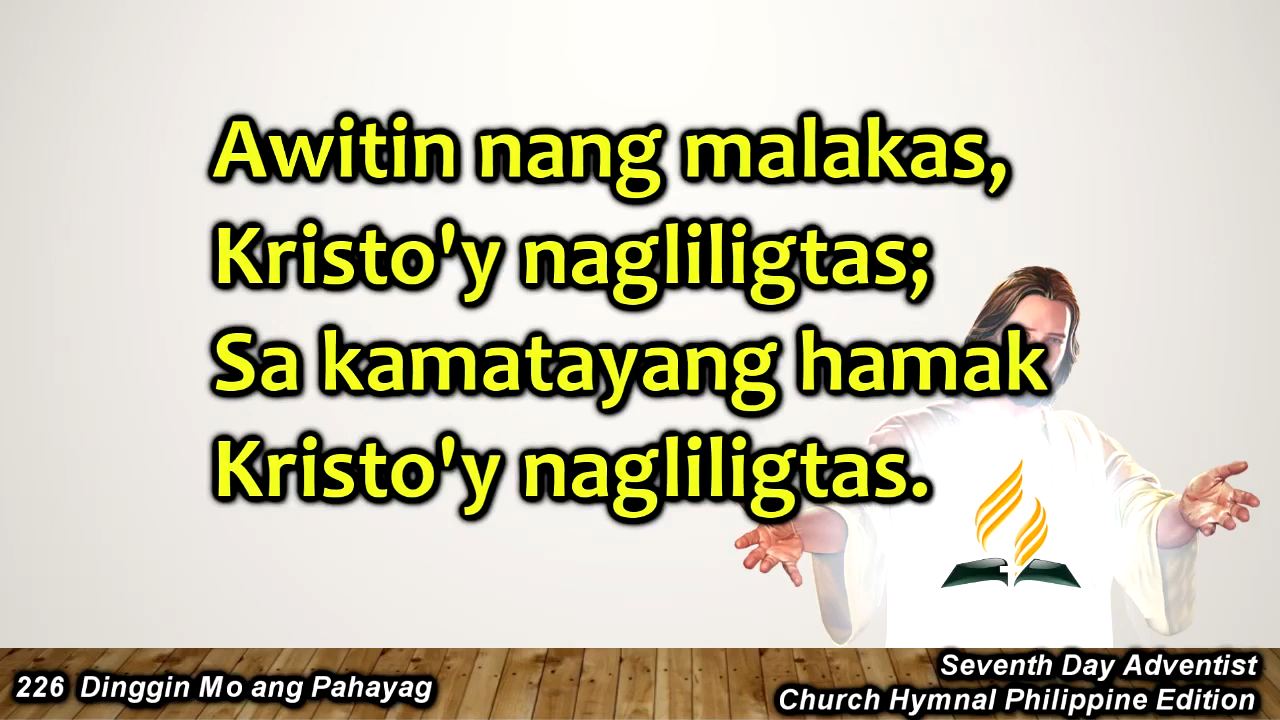 Awitin nang malakas,
Kristo'y nagliligtas;
Sa kamatayang hamak
Kristo'y nagliligtas.
226 Dinggin Mo ang Pahayag
Seventh Day Adventist
Church Hymnal Philippine Edition